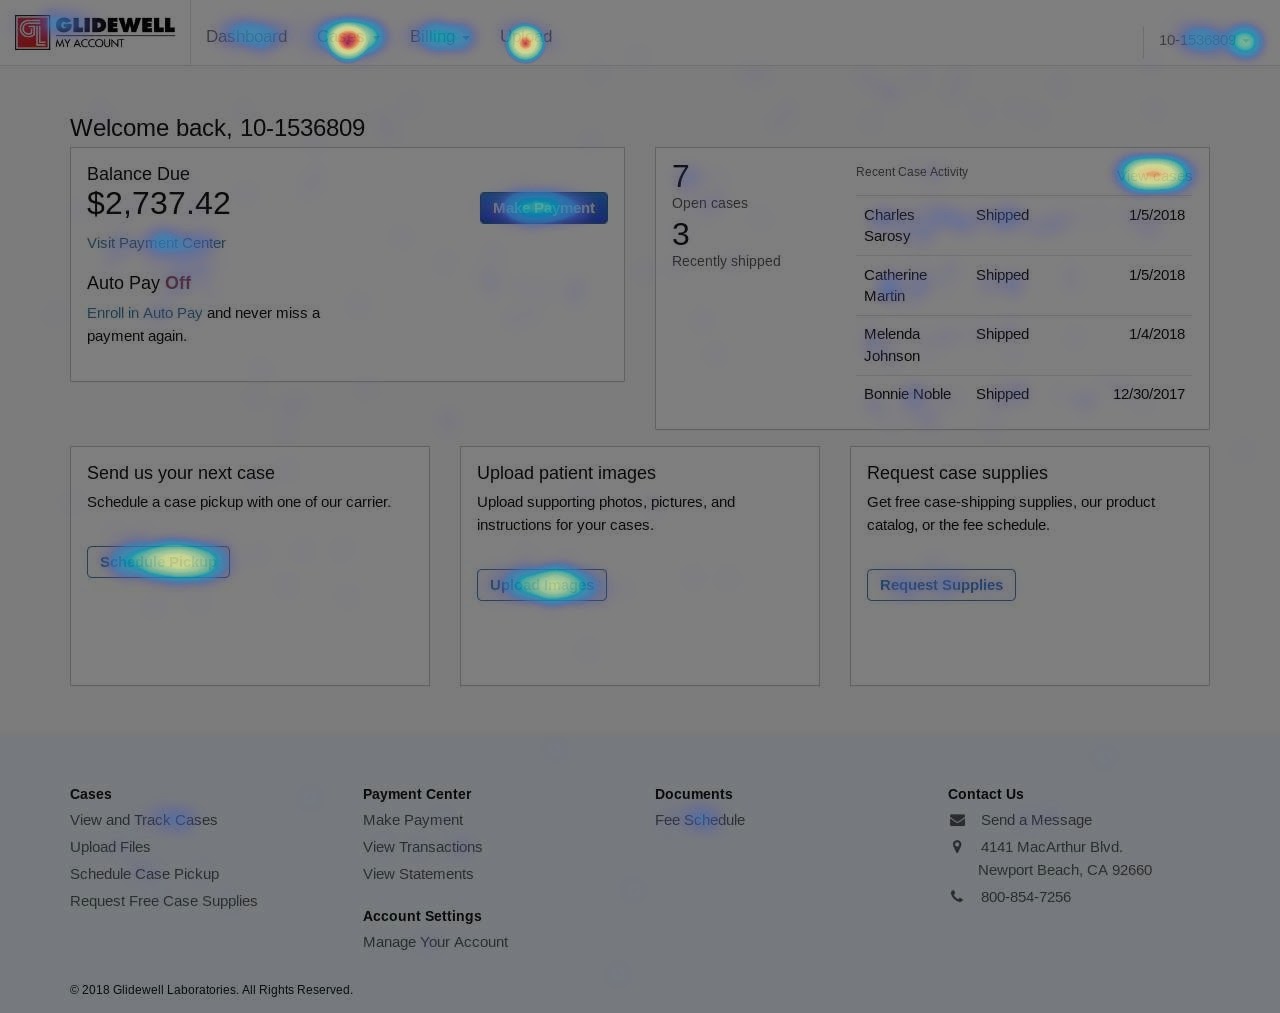 GLIDEWELL
MY ACCOUNT
Dashboard
Cases
Billing
Upload
10-1536809
Welcome back, 10-1536809
Balance Due
$2,737.42
Make Payment
Visit Payment Center
Auto Pay Off
Enroll in Auto Pay and never miss a
payment again.
7
Open cases
3
Recently shipped
Recent Case Activity
View cases
Charles Sarosy Shipped 1/5/2018
Catherine Martin Shipped 1/5/2018
Melenda Johnson Shipped 1/4/2018
Bonnie Noble Shipped 12/30/2017
Send us your next case
Schedule a case pickup with one of our carrier.
Schedule Pickup
Upload patient images
Upload supporting photos, pictures, and
instructions for your cases.
Upload Images
Request case supplies
Get free case-shipping supplies, our product
catalog, or the fee schedule.
Request Supplies
Cases
View and Track Cases
Upload Files
Schedule Case Pickup
Request Free Case Supplies
Payment Center
Make Payment
View Transactions
View Statements
Account Settings
Manage Your Account
Documents
Fee Schedule
Contact Us
Send a Message
4141 MacArthur Blvd.
Newport Beach, CA 92660
800-854-7256
© 2018 Glidewell Laboratories. All Rights Reserved.